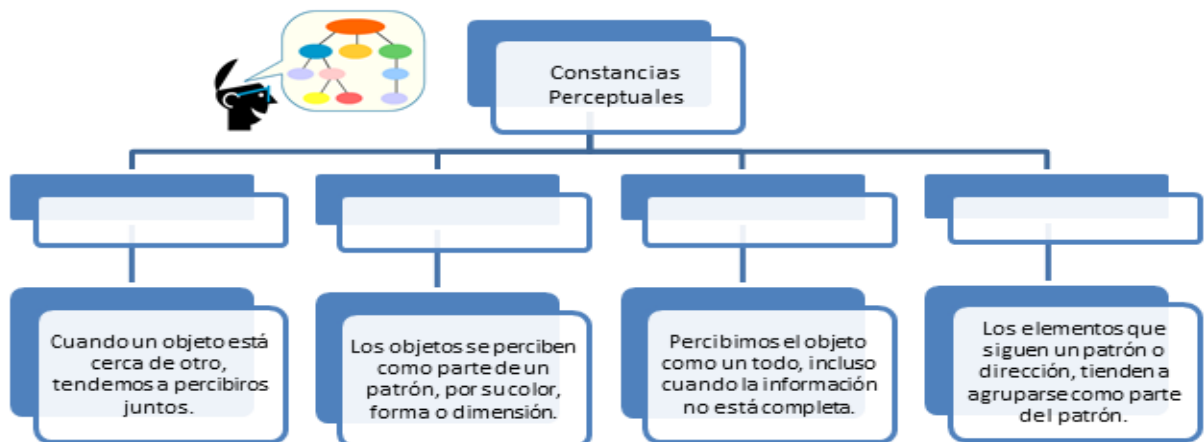 Constancias
Perceptuales
Cuando un objeto está
cerca de otro,
tendemos a percibiros
juntos.
Los objetos se perciben
como parte de
un patrón, por su color,
forma o dimensión.
Percibimos el objeto
como un todo, incluso
cuando la información
no está completa.
Los elementos que
siguen un patrón o
dirección, tienden a
agruparse como parte
del patrón.